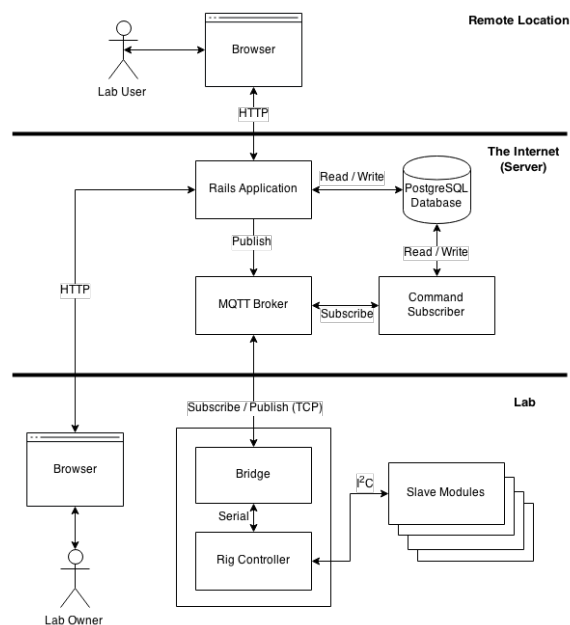 Remote Location
Browser
Lab User
HTTP
The Internet
(Server)
Rails Application
Read / Write
PostgreSQL
Database
Publish
Read / Write
HTTP
MQTT Broker
Subscribe
Command
Subscriber
Subscribe / Publish (TCP)
Lab
Browser
Bridge
I²C
Slave Modules
Serial
Rig Controller
Lab Owner